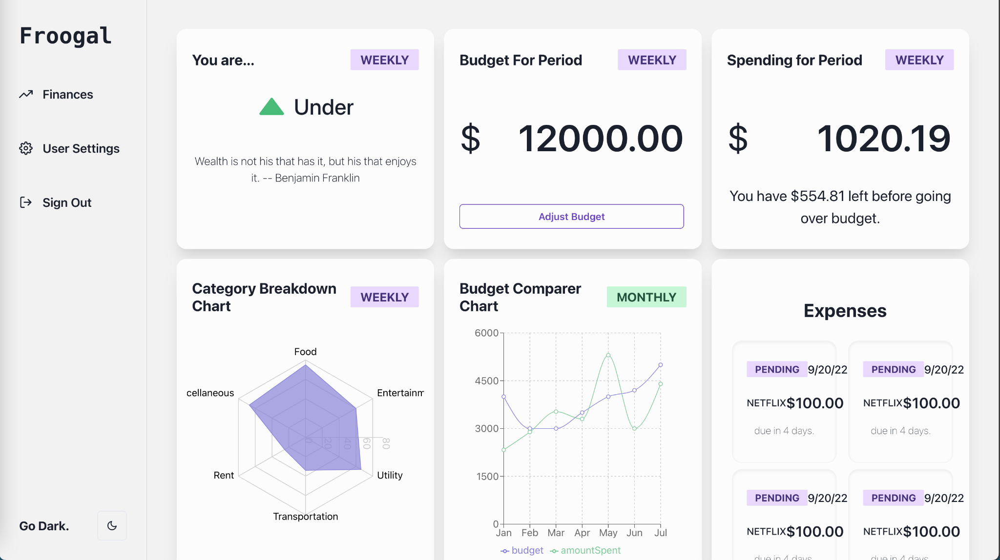 Froogal
Finances
User Settings
Sign Out
Go Dark.
You are...
WEEKLY
Under
Wealth is not his that has it, but his that enjoys
it. -- Benjamin Franklin
Budget For Period
WEEKLY
$ 12000.00
Adjust Budget
Spending for Period
WEEKLY
$ 1020.19
You have $554.81 left before going
over budget.
Category Breakdown
Chart
WEEKLY
Food
cellaneous
Entertainm
0 20 40 60 80
Rent
Utility
Transportation
Budget Comparer
Chart
MONTHLY
6000
4500
3000
1500
0
Jan Feb Mar Apr May Jun Jul
budget amountSpent
Expenses
PENDING 9/20/22
NETFLIX $100.00
due in 4 days.
PENDING 9/20/22
NETFLIX $100.00
due in 4 days.
PENDING 9/20/22
NETFLIX $100.00
due in 4 days.
PENDING 9/20/22
NETFLIX $100.00
due in 4 days.